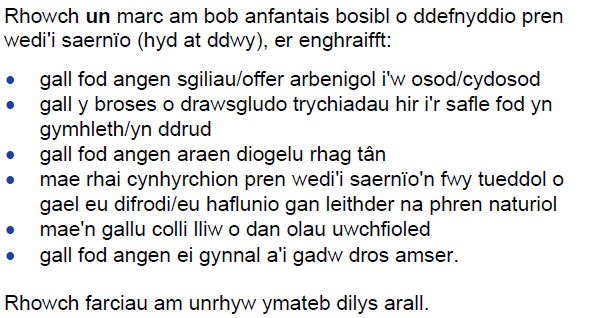 Rhowch un marc am bob anfantais bosibl o ddefnyddio pren
wedi'i saernïo (hyd at ddwy), er enghraifft:
• gall fod angen sgiliau/offer arbenigol i'w osod/cydosod
• gall y broses o drawsgludo trychiadau hir i'r safle fod yn
gymhleth/yn ddrud
• gall fod angen araen diogelu rhag tân
• mae rhai cynhyrchion pren wedi'i saernïo'n fwy tueddol o
gael eu difrodi/eu haflunio gan leithder na phren naturiol
• mae'n gallu colli lliw o dan olau uwchfioled
• gall fod angen ei gynnal a'i gadw dros amser.
Rhowch farciau am unrhyw ymateb dilys arall.